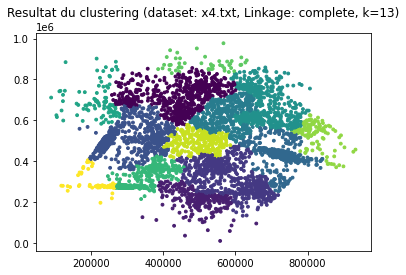 Resultat du clustering (dataset: x4.txt, Linkage: complete, k=13)
1e6
1.0
0.8
0.6
0.4
0.2
0.0
200000 400000 600000 800000